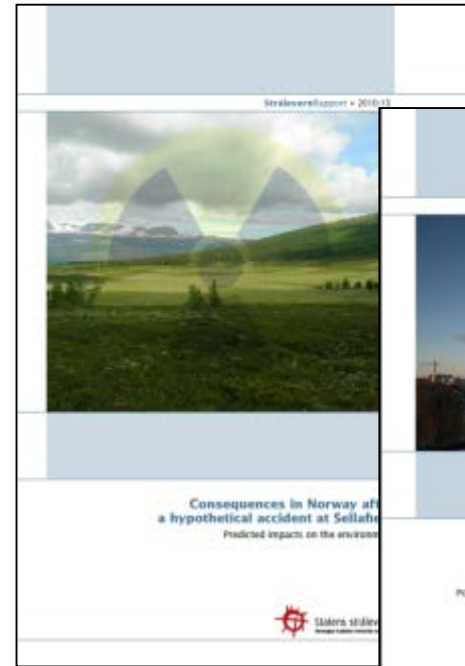 StrålevernRapport • 2010:13
Consequences in Norway aft
a hypothetical accident at Sellafie
Predicted impacts on the environm
Statens strålev